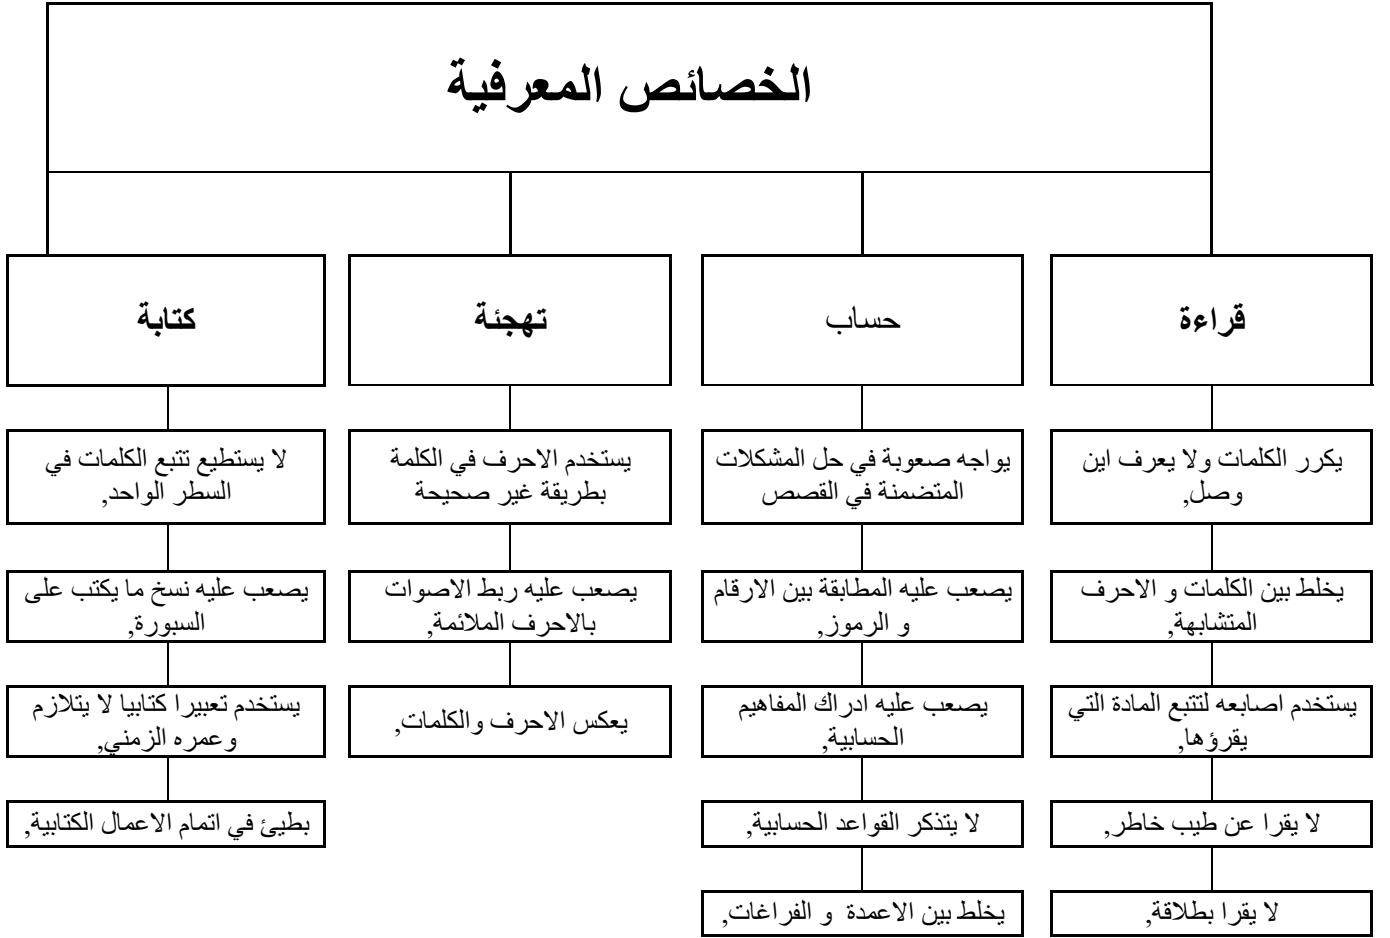 الخصائص المعرفية
قراءة
يكرر الكلمات ولا يعرف اين
وصل,
يخلط بين الكلمات و الاحرف
المتشابهة,
يستخدم اصابعه لتتبع المادة التي
يقرؤها,
لا يقرا عن طيب خاطر,
لا يقرا بطلاقة,
حساب
يواجه صعوبة في حل المشكلات
المتضمنة في القصص
يصعب عليه المطابقة بين الارقام
و الرموز,
يصعب عليه ادراك المفاهيم
الحسابية,
لا يتذكر القواعد الحسابية,
يخلط بين الاعمدة و الفراغات,
تهجئة
يستخدم الاحرف في الكلمة
بطريقة غير صحيحة
يصعب عليه ربط الاصوات
بالاحرف الملائمة,
يعكس الاحرف والكلمات,
كتابة
لا يستطيع تتبع الكلمات في
السطر الواحد,
يصعب عليه نسخ ما يكتب على
السبورة,
يستخدم تعبيرا كتابيا لا يتلازم
وعمره الزمني,
بطيئ في اتمام الاعمال الكتابية,